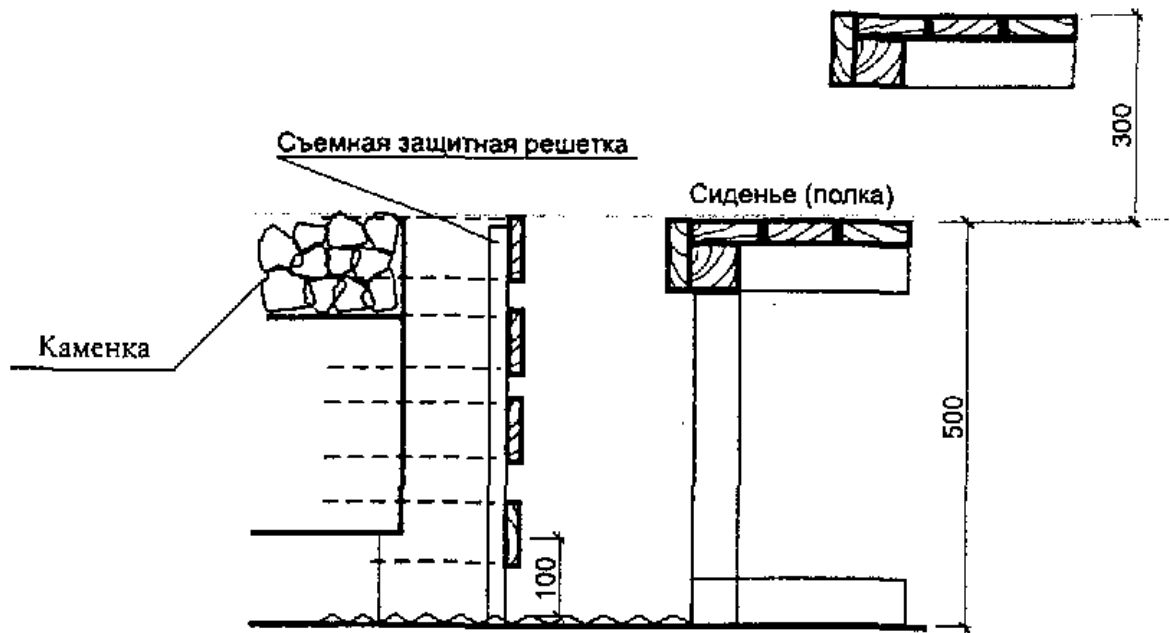 300
Съемная защитная решетка
Сиденье (полка)
Каменка
500
100